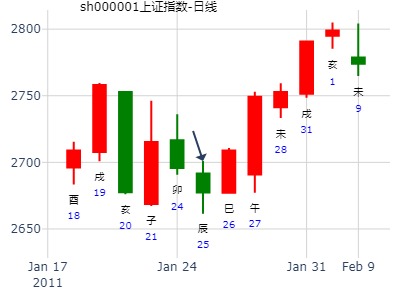 sh000001上证指数-日线
2800
2750
2700
2650
酉
18
戌
19
亥
20
子
21
卯
24
辰
25
巳
26
午
27
未
28
戌
31
亥
1
未
9
Jan 17
2011
Jan 24
Jan 31
Feb 9